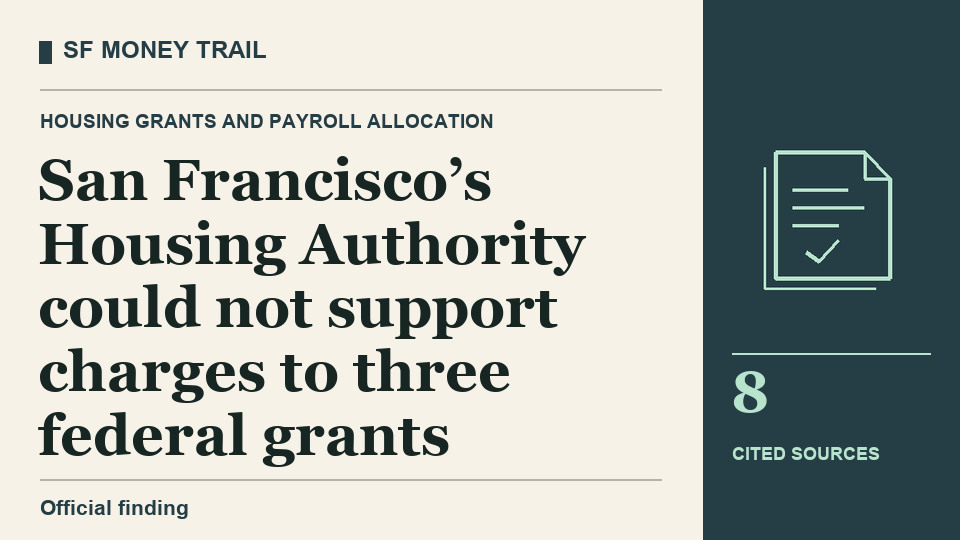 SF MONEY TRAIL
HOUSING GRANTS AND PAYROLL ALLOCATION
San Francisco’s
Housing Authority
could not support
charges to three
federal grants
Official finding
8
CITED SOURCES